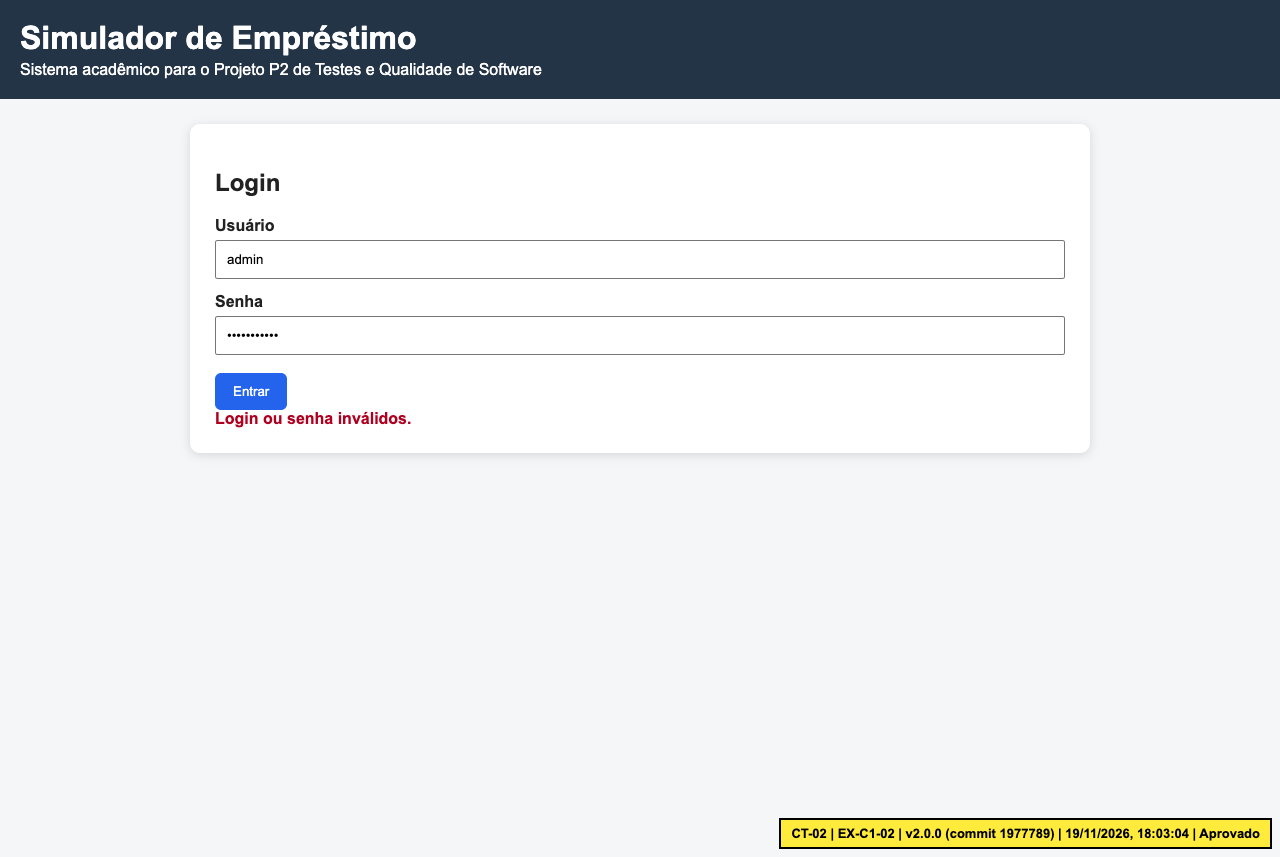 Simulador de Empréstimo
Sistema acadêmico para o Projeto P2 de Testes e Qualidade de Software
Login
Usuário
admin
Senha
•••••••••••
Entrar
Login ou senha inválidos.
CT-02 | EX-C1-02 | v2.0.0 (commit 1977789) | 19/11/2026, 18:03:04 | Aprovado